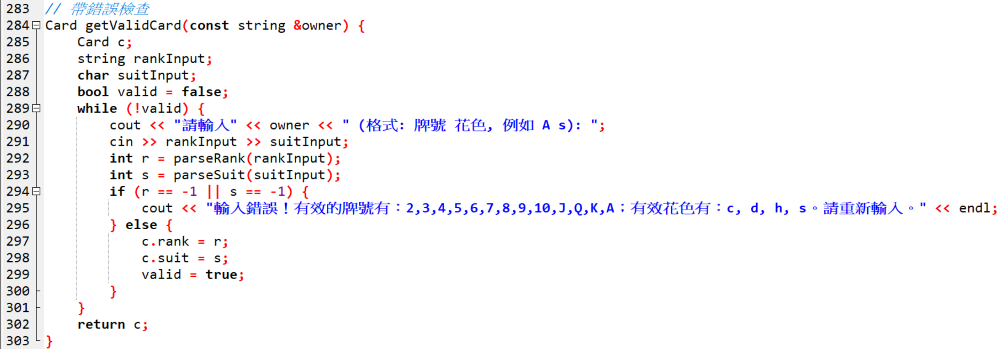 283 // 帶錯誤檢查
284 Card getValidCard(const string &owner) {
285     Card c;
286     string rankInput;
287     char suitInput;
288     bool valid = false;
289     while (!valid) {
290         cout << "請輸入" << owner << " (格式: 牌號 花色, 例如 A s): ";
291         cin >> rankInput >> suitInput;
292         int r = parseRank(rankInput);
293         int s = parseSuit(suitInput);
294         if (r == -1 || s == -1) {
295             cout << "輸入錯誤！有效的牌號有：2,3,4,5,6,7,8,9,10,J,Q,K,A；有效花色有：c, d, h, s。請重新輸入。" << endl;
296         } else {
297             c.rank = r;
298             c.suit = s;
299             valid = true;
300         }
301     }
302     return c;
303 }